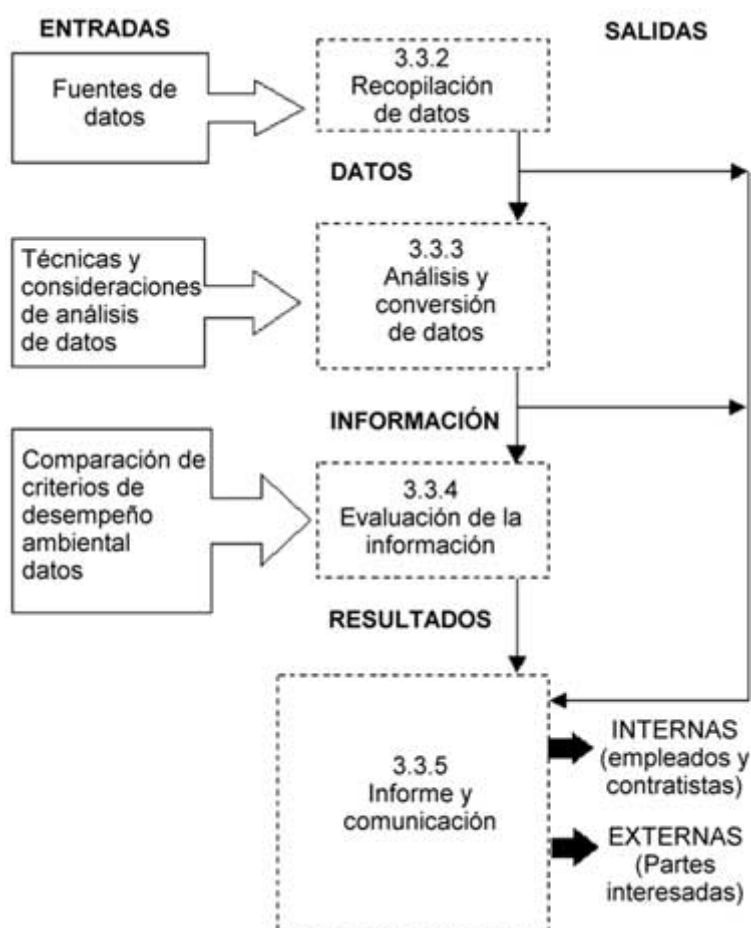 ENTRADAS
SALIDAS
Fuentes de
datos
3.3.2
Recopilación
de datos
DATOS
Técnicas y
consideraciones
de análisis
de datos
3.3.3
Análisis y
conversión
de datos
INFORMACIÓN
Comparación de
criterios de
desempeño
ambiental
datos
3.3.4
Evaluación de la
información
RESULTADOS
3.3.5
Informe y
comunicación
INTERNAS
(empleados y
contratistas)
EXTERNAS
(Partes
interesadas)